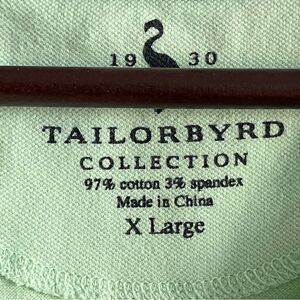 19 30
TAILORBYRD
COLLECTION
97% cotton 3% spandex
Made in China
X Large